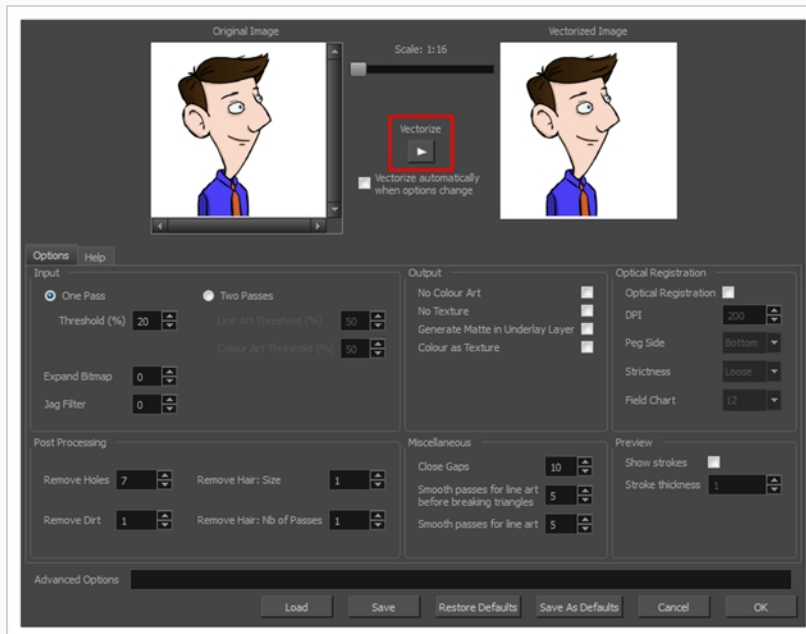 Original Image
Vectorized Image
Scale: 1:16
Vectorize
Vectorize automatically
when options change
Options
Help
Input
One Pass
Two Passes
Threshold (%) 20
Line Art Threshold (%) 50
Colour Art Threshold (%) 50
Expand Bitmap 0
Jag Filter 0
Output
No Colour Art
No Texture
Generate Matte in Underlay Layer
Colour as Texture
Optical Registration
Optical Registration
DPI 200
Peg Side Bottom
Strictness Loose
Field Chart 12
Post Processing
Remove Holes 7
Remove Hair: Size 1
Remove Dirt 1
Remove Hair: Nb of Passes 1
Miscellaneous
Close Gaps 10
Smooth passes for line art
before breaking triangles 5
Smooth passes for line art 5
Preview
Show strokes
Stroke thickness 1
Advanced Options
Load
Save
Restore Defaults
Save As Defaults
Cancel
OK